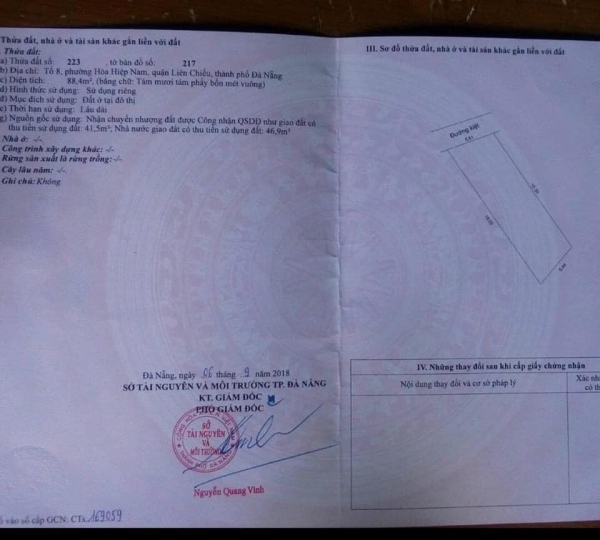 Thửa đất, nhà ở và tài sản khác gắn liền với đất
Thửa đất:
a) Thửa đất số: 223, tờ bản đồ số: 217
b) Địa chỉ: Tổ 8, phường Hòa Hiệp Nam, quận Liên Chiểu, thành phố Đà Nẵng
c) Diện tích: 88,4m², (bằng chữ: Tám mươi tám phẩy bốn mét vuông)
d) Hình thức sử dụng: Sử dụng riêng
đ) Mục đích sử dụng: Đất ở tại đô thị
e) Thời hạn sử dụng: Lâu dài
g) Nguồn gốc sử dụng: Nhận chuyển nhượng đất được Công nhận QSDĐ như giao đất có
thu tiền sử dụng đất: 41,5m²; Nhà nước giao đất có thu tiền sử dụng đất: 46,9m²
Nhà ở: -/-
Công trình xây dựng khác: -/-
Rừng sản xuất là rừng trồng: -/-
Cây lâu năm: -/-
Ghi chú: Không
Đà Nẵng, ngày 06 tháng 9 năm 2018
SỞ TÀI NGUYÊN VÀ MÔI TRƯỜNG TP. ĐÀ NẴNG
KT. GIÁM ĐỐC
PHÓ GIÁM ĐỐC
SỞ
TÀI NGUYÊN
VÀ
MÔI TRƯỜNG
Nguyễn Quang Vinh
vào sổ cấp GCN: CTs 169059
III. Sơ đồ thửa đất, nhà ở và tài sản khác gắn liền với đất
Đường kiệt
IV. Những thay đổi sau khi cấp giấy chứng nhận
Nội dung thay đổi và cơ sở pháp lý
Xác nhậ
có th